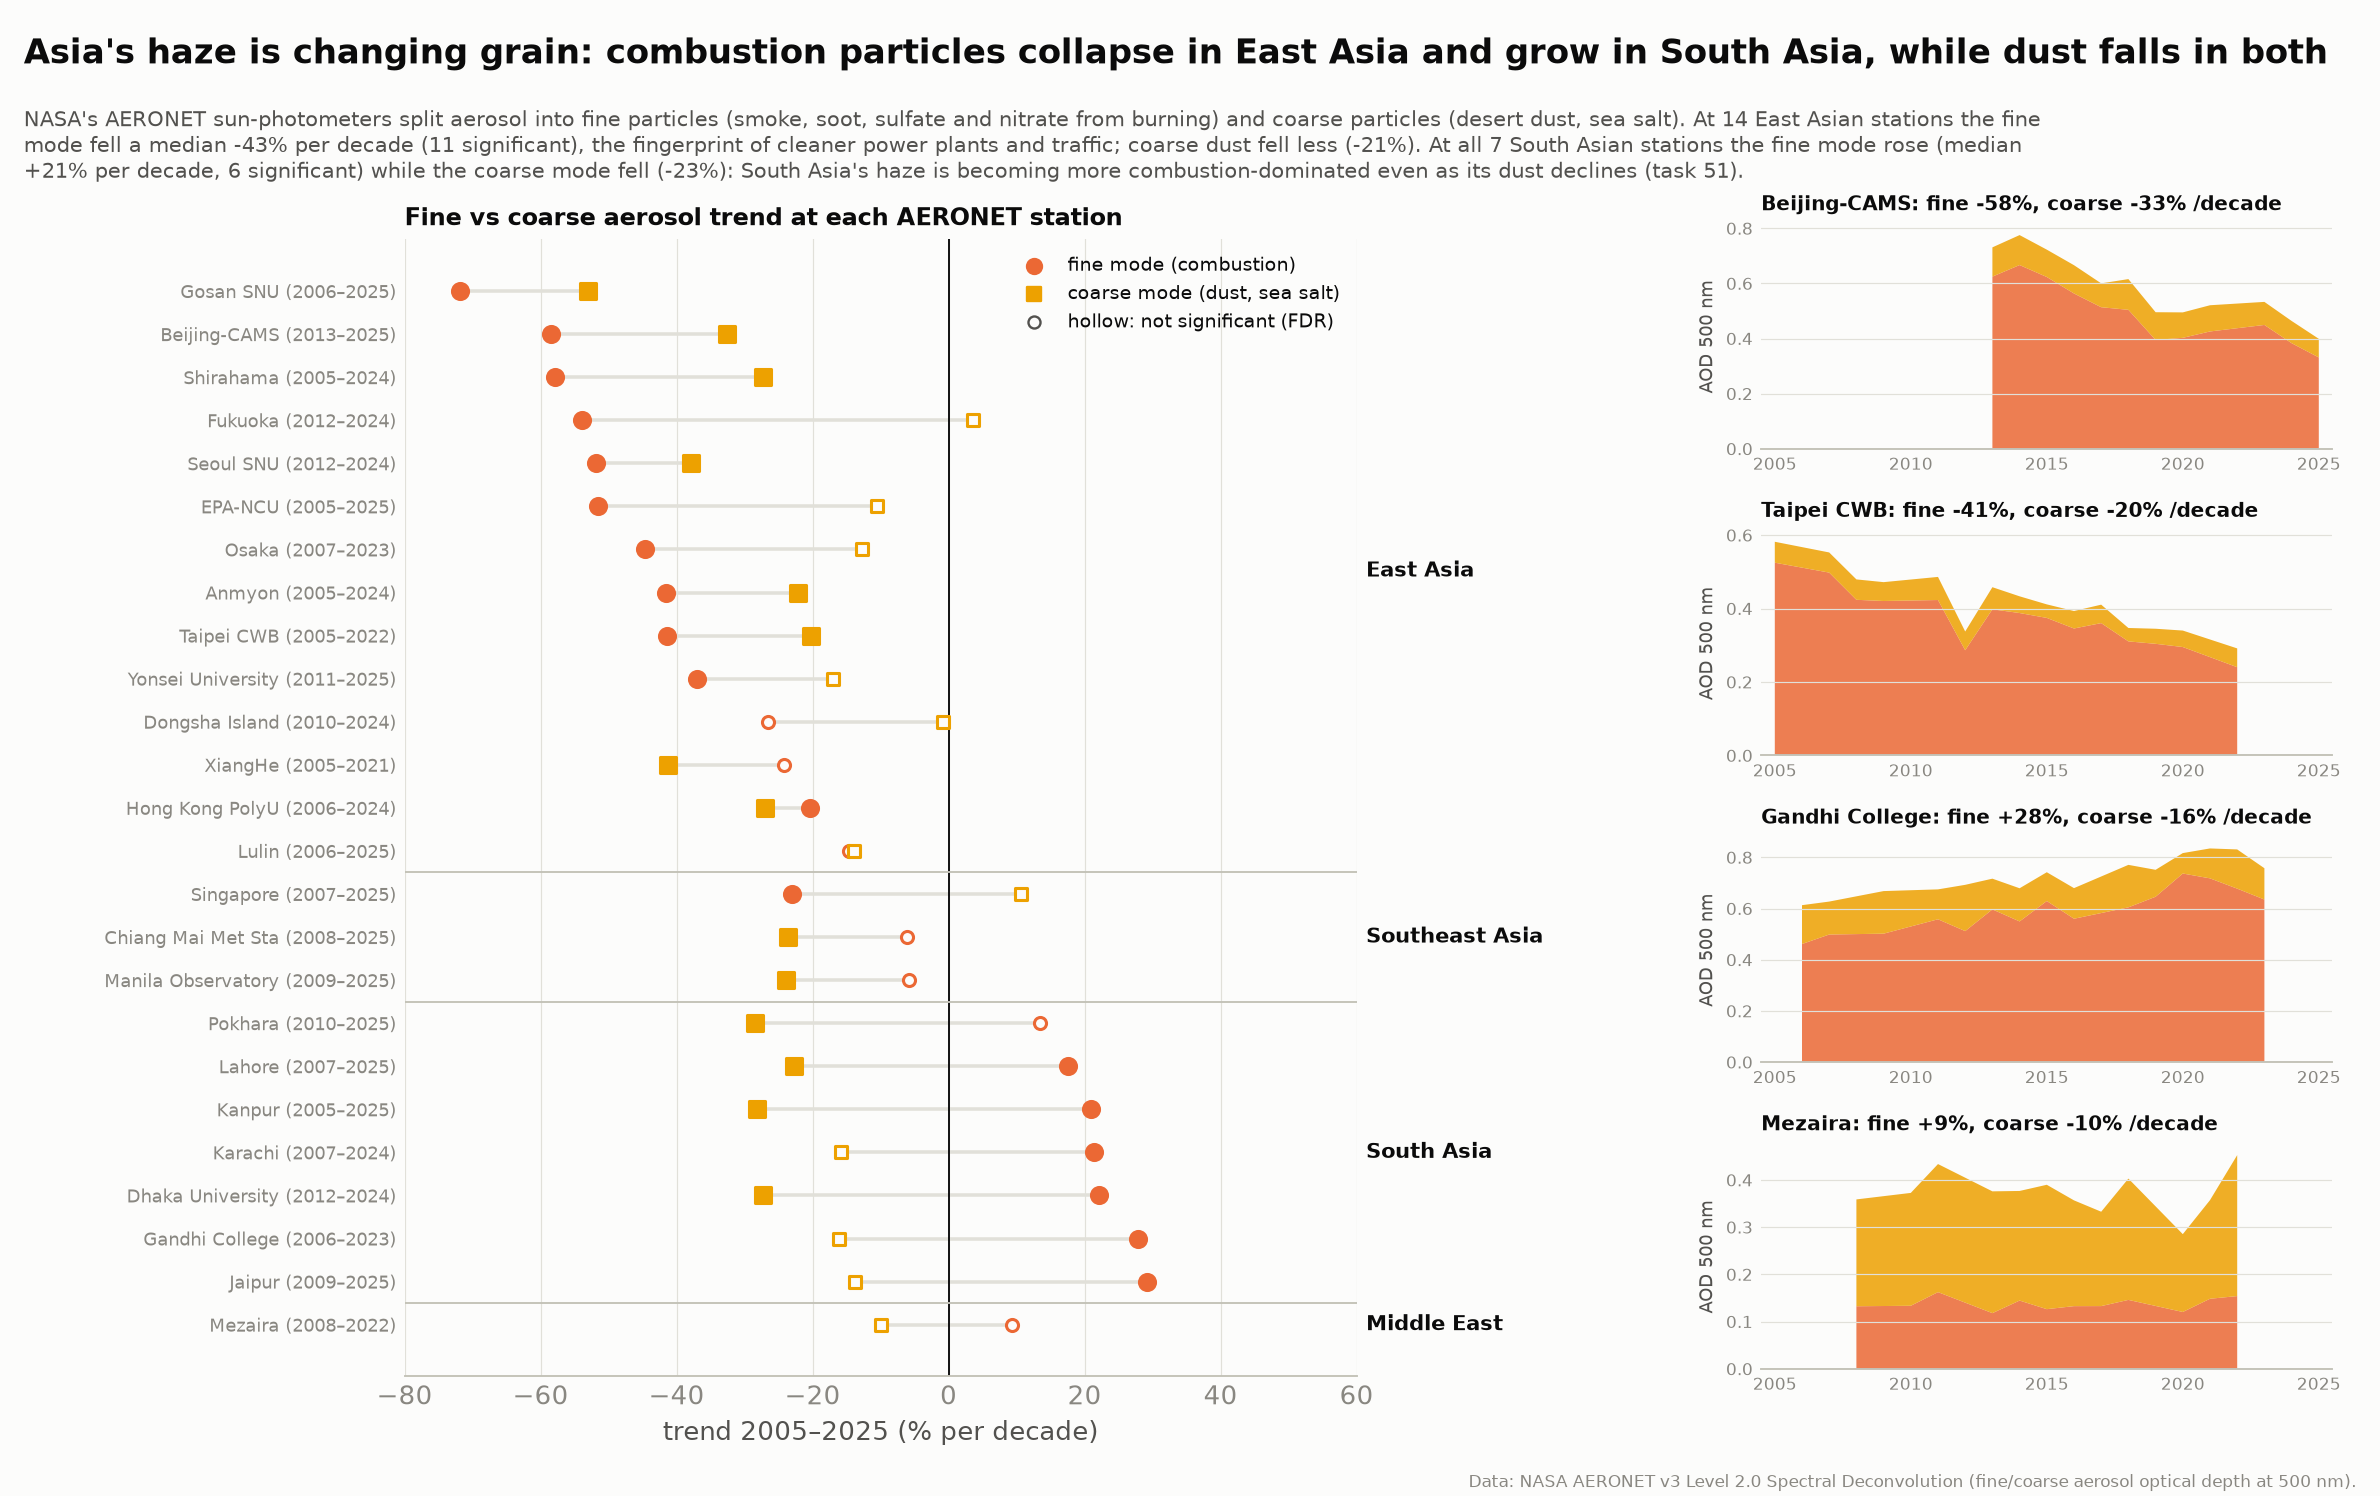 Asia's haze is changing grain: combustion particles collapse in East Asia and grow in South Asia, while dust falls in both
NASA's AERONET sun-photometers split aerosol into fine particles (smoke, soot, sulfate and nitrate from burning) and coarse particles (desert dust, sea salt). At 14 East Asian stations the fine
mode fell a median -43% per decade (11 significant), the fingerprint of cleaner power plants and traffic; coarse dust fell less (-21%). At all 7 South Asian stations the fine mode rose (median
+21% per decade, 6 significant) while the coarse mode fell (-23%): South Asia's haze is becoming more combustion-dominated even as its dust declines (task 51).
Fine vs coarse aerosol trend at each AERONET station
fine mode (combustion)
coarse mode (dust, sea salt)
hollow: not significant (FDR)
Gosan SNU (2006–2025)
Beijing-CAMS (2013–2025)
Shirahama (2005–2024)
Fukuoka (2012–2024)
Seoul SNU (2012–2024)
EPA-NCU (2005–2025)
Osaka (2007–2023)
Anmyon (2005–2024)
Taipei CWB (2005–2022)
Yonsei University (2011–2025)
Dongsha Island (2010–2024)
XiangHe (2005–2021)
Hong Kong PolyU (2006–2024)
Lulin (2006–2025)
Singapore (2007–2025)
Chiang Mai Met Sta (2008–2025)
Manila Observatory (2009–2025)
Pokhara (2010–2025)
Lahore (2007–2025)
Kanpur (2005–2025)
Karachi (2007–2024)
Dhaka University (2012–2024)
Gandhi College (2006–2023)
Jaipur (2009–2025)
Mezaira (2008–2022)
East Asia
Southeast Asia
South Asia
Middle East
−80 −60 −40 −20 0 20 40 60
trend 2005–2025 (% per decade)
Beijing-CAMS: fine -58%, coarse -33% /decade
AOD 500 nm
0.8
0.6
0.4
0.2
0.0
2005 2010 2015 2020 2025
Taipei CWB: fine -41%, coarse -20% /decade
AOD 500 nm
0.6
0.4
0.2
0.0
2005 2010 2015 2020 2025
Gandhi College: fine +28%, coarse -16% /decade
AOD 500 nm
0.8
0.6
0.4
0.2
0.0
2005 2010 2015 2020 2025
Mezaira: fine +9%, coarse -10% /decade
AOD 500 nm
0.4
0.3
0.2
0.1
0.0
2005 2010 2015 2020 2025
Data: NASA AERONET v3 Level 2.0 Spectral Deconvolution (fine/coarse aerosol optical depth at 500 nm).